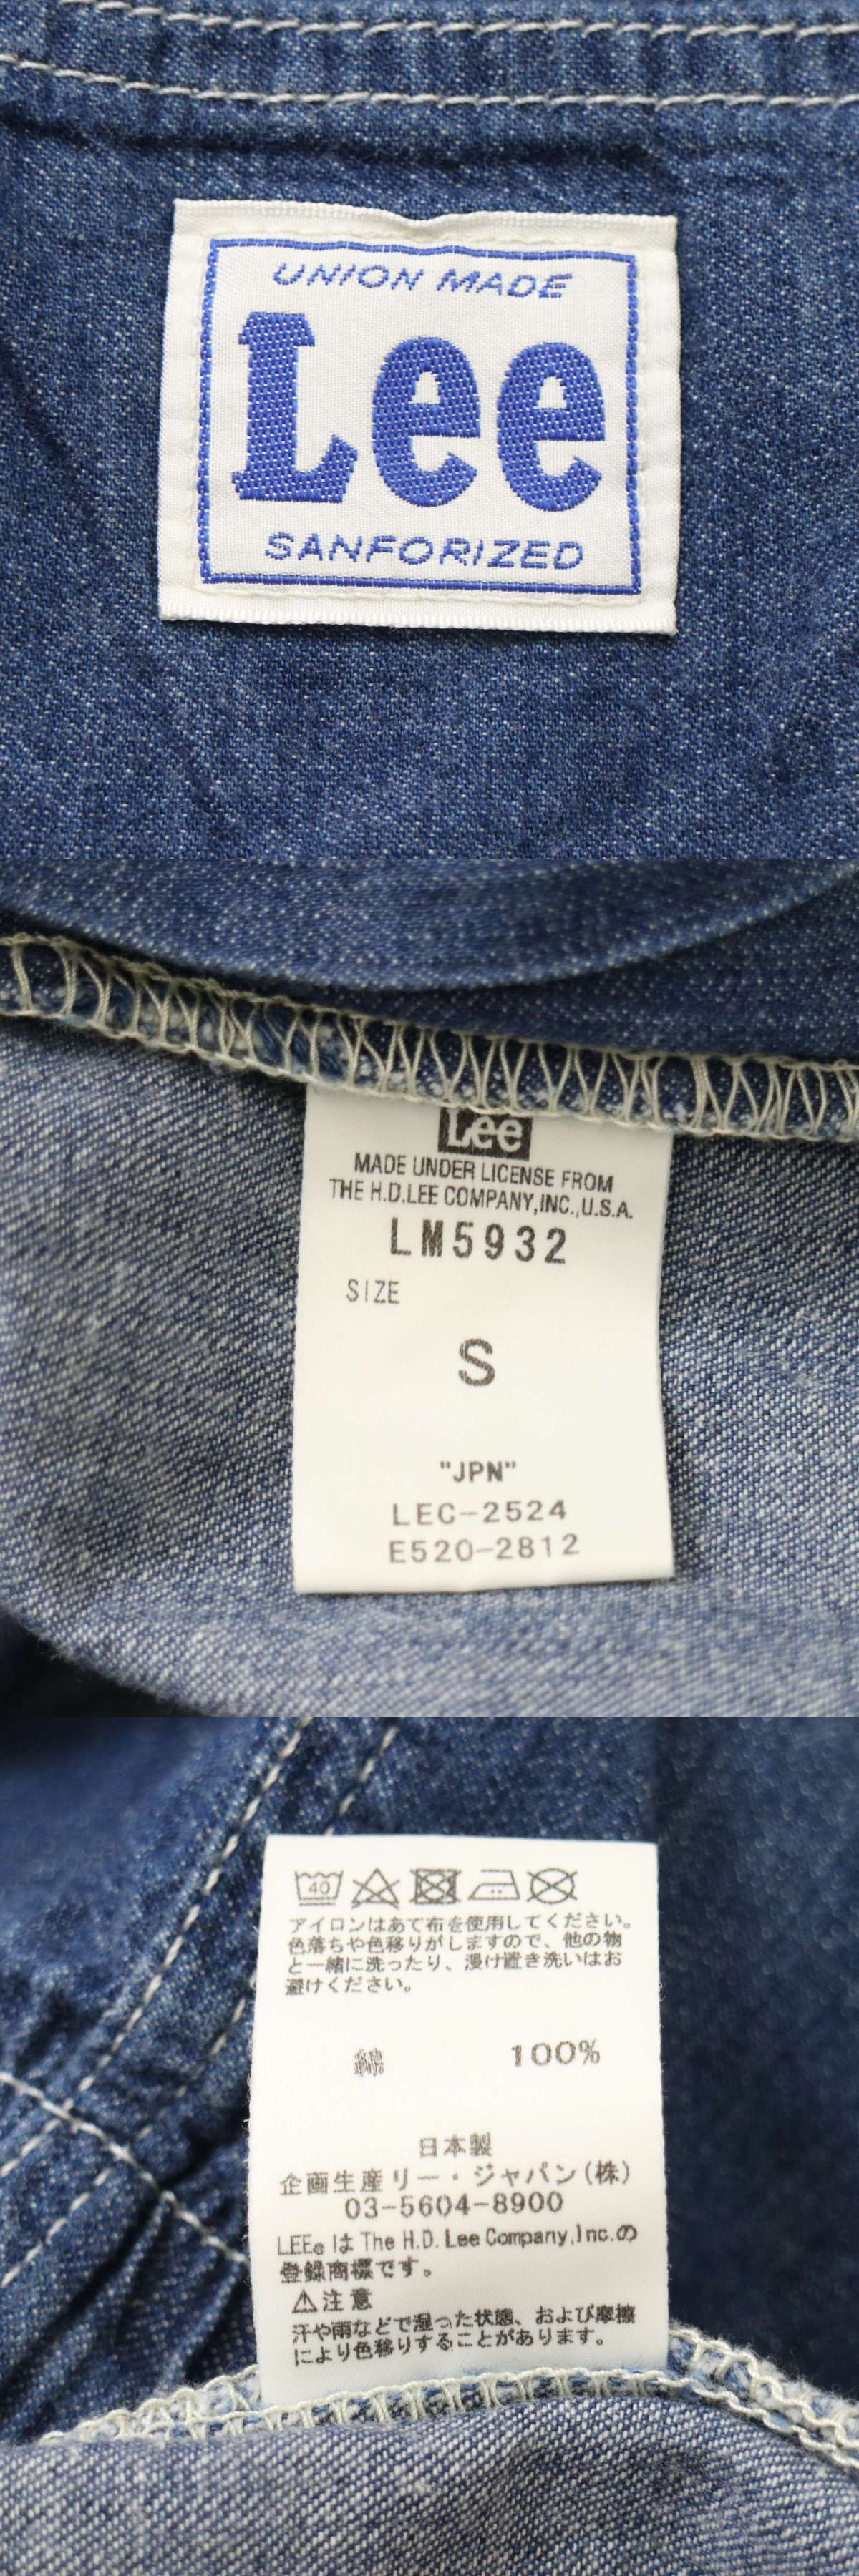 UNION MADE
Lee
SANFORIZED
Lee
MADE UNDER LICENSE FROM
THE H.D.LEE COMPANY,INC.,U.S.A.
LM5932
SIZE
S
"JPN"
LEC-2524
E520-2812
40
アイロンはあて布を使用してください。
色落ちや色移りがしますので、他の物
と一緒に洗ったり、浸け置き洗いはお
避けください。
綿 100%
日本製
企画生産リー・ジャパン(株)
03-5604-8900
LEE® は The H.D. Lee Company,Inc.の
登録商標です。
⚠注意
汗や雨などで湿った状態、および摩擦
により色移りすることがあります。